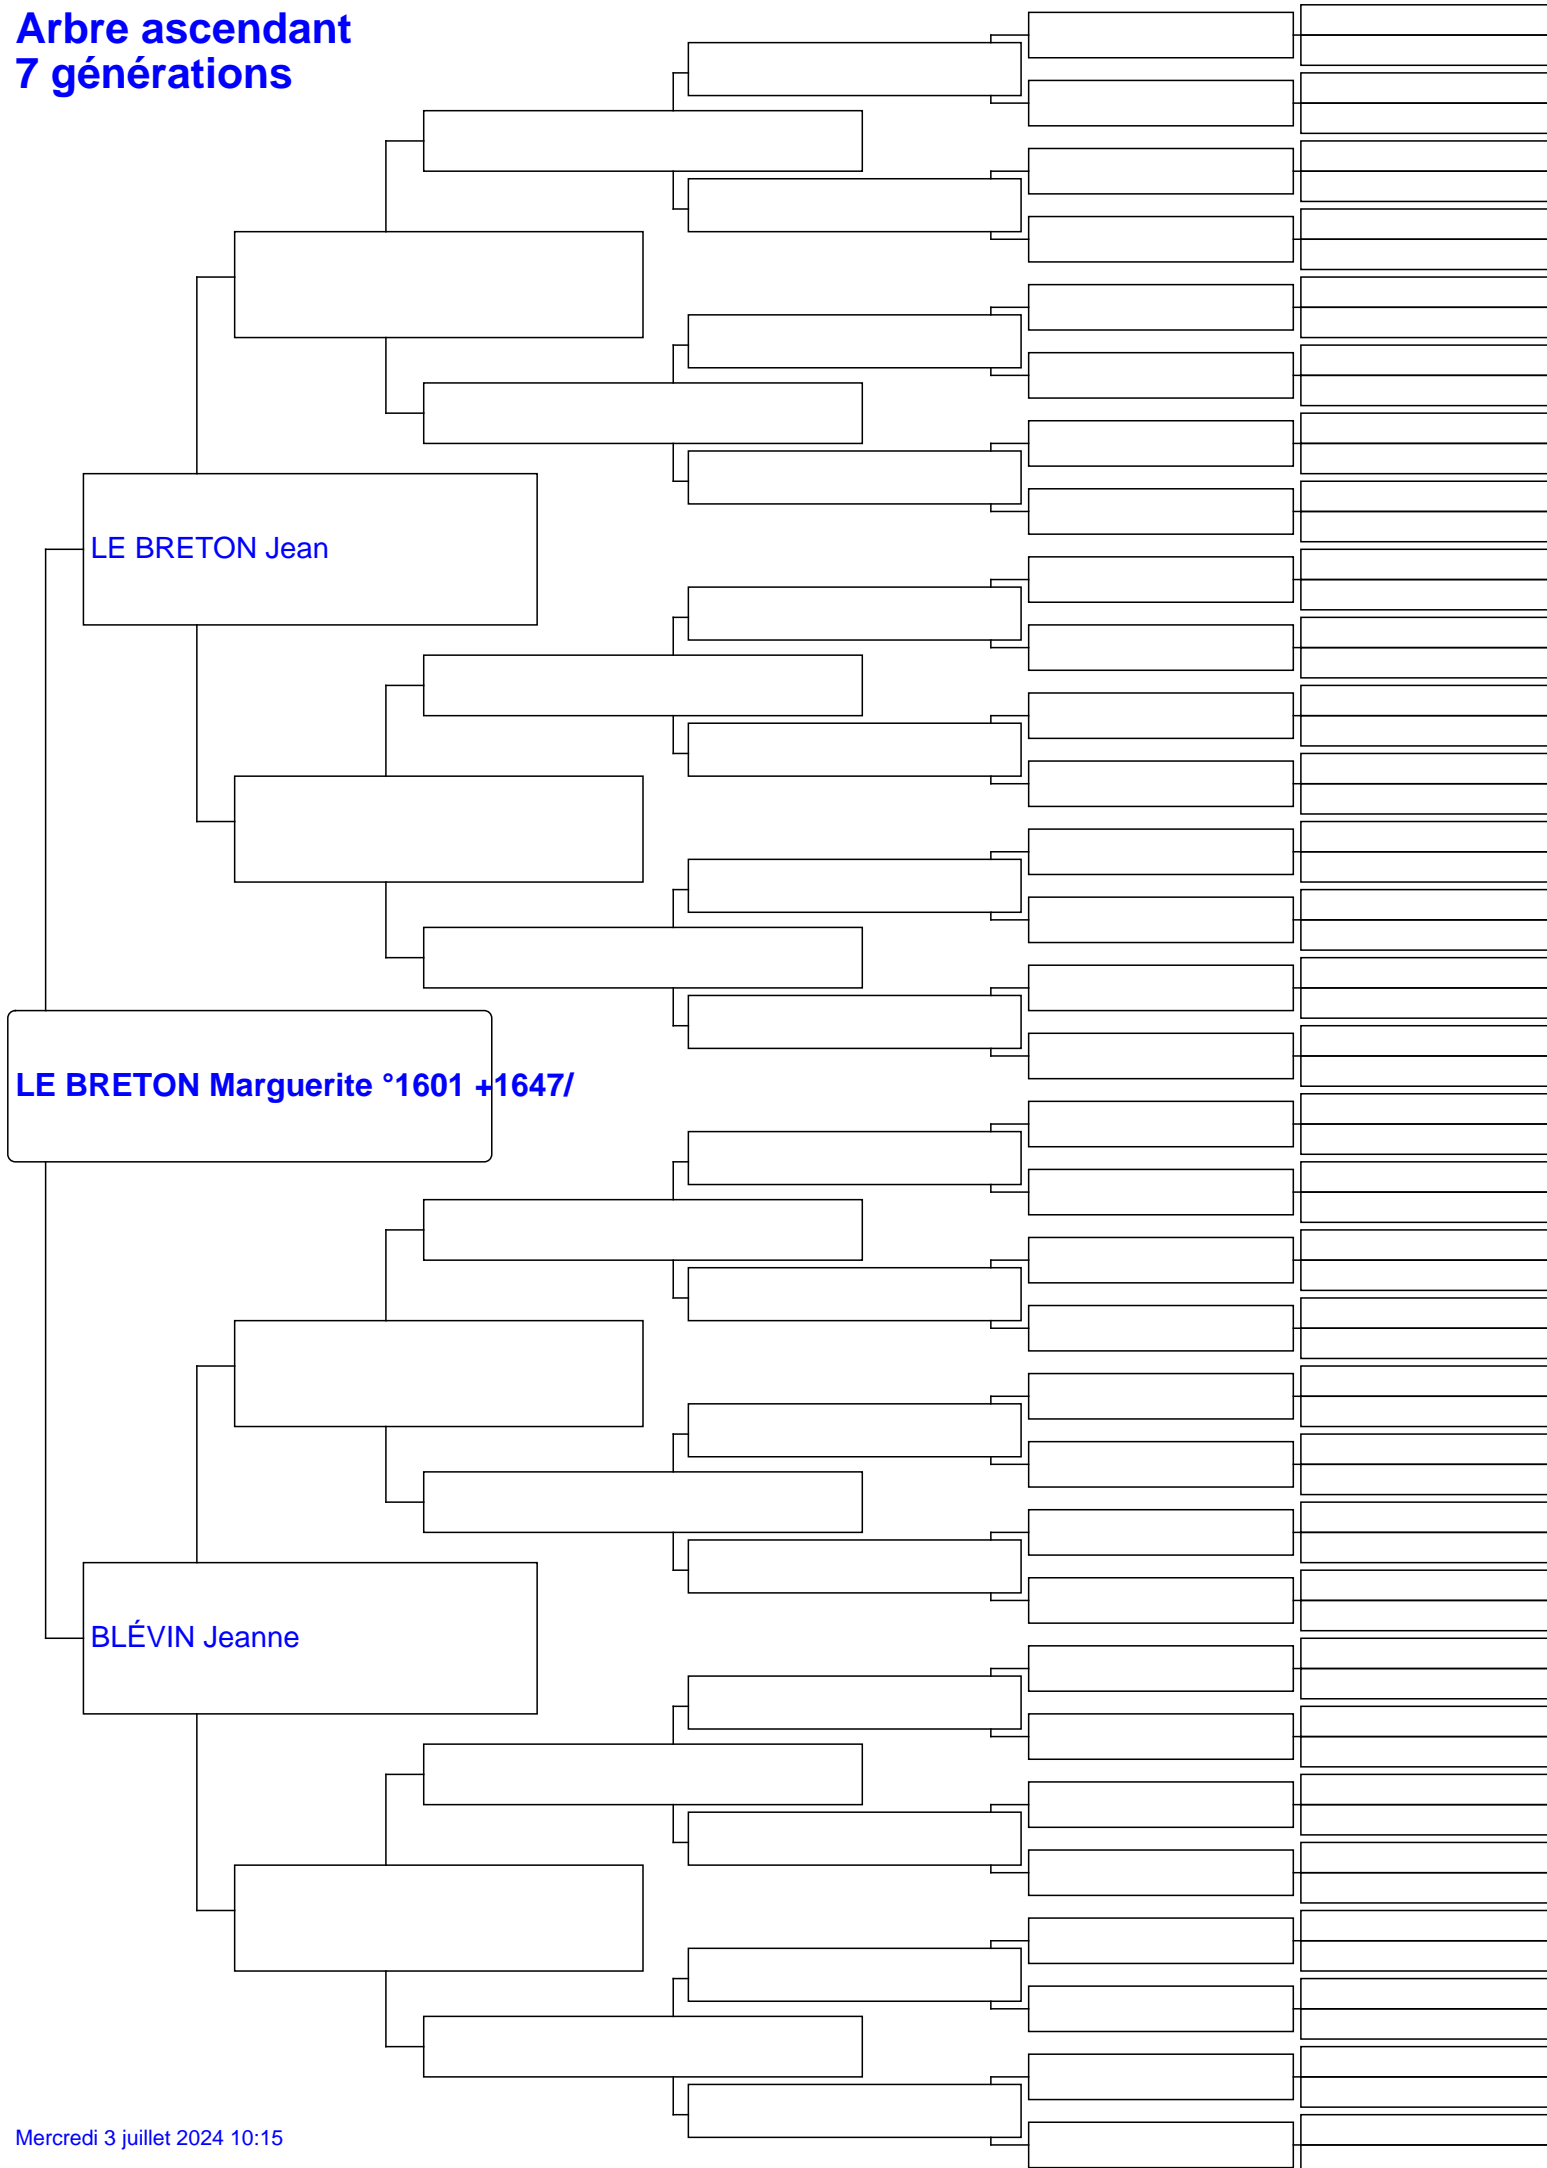 Arbre ascendant
7 générations
LE BRETON Jean
LE BRETON Marguerite °1601 +1647/
BLÉVIN Jeanne
Mercredi 3 juillet 2024 10:15